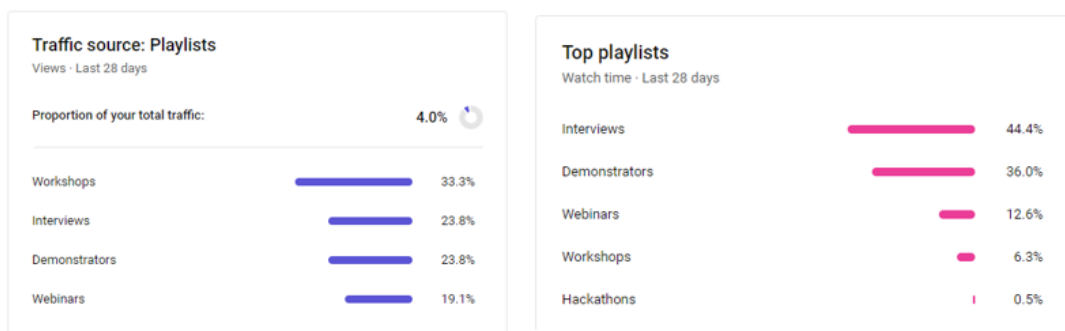 Traffic source: Playlists
Views · Last 28 days
Proportion of your total traffic: 4.0%
Workshops 33.3%
Interviews 23.8%
Demonstrators 23.8%
Webinars 19.1%
Top playlists
Watch time · Last 28 days
Interviews 44.4%
Demonstrators 36.0%
Webinars 12.6%
Workshops 6.3%
Hackathons 0.5%